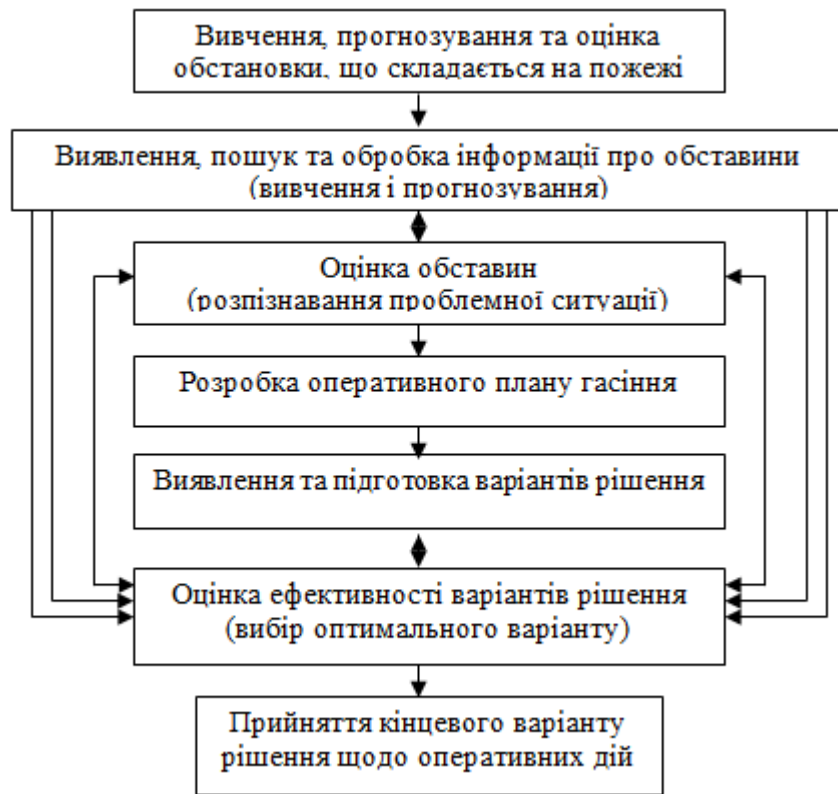 Вивчення, прогнозування та оцінка
обстановки, що складається на пожежі
Виявлення, пошук та обробка інформації про обставини
(вивчення і прогнозування)
Оцінка обставин
(розпізнавання проблемної ситуації)
Розробка оперативного плану гасіння
Виявлення та підготовка варіантів рішення
Оцінка ефективності варіантів рішення
(вибір оптимального варіанту)
Прийняття кінцевого варіанту
рішення щодо оперативних дій